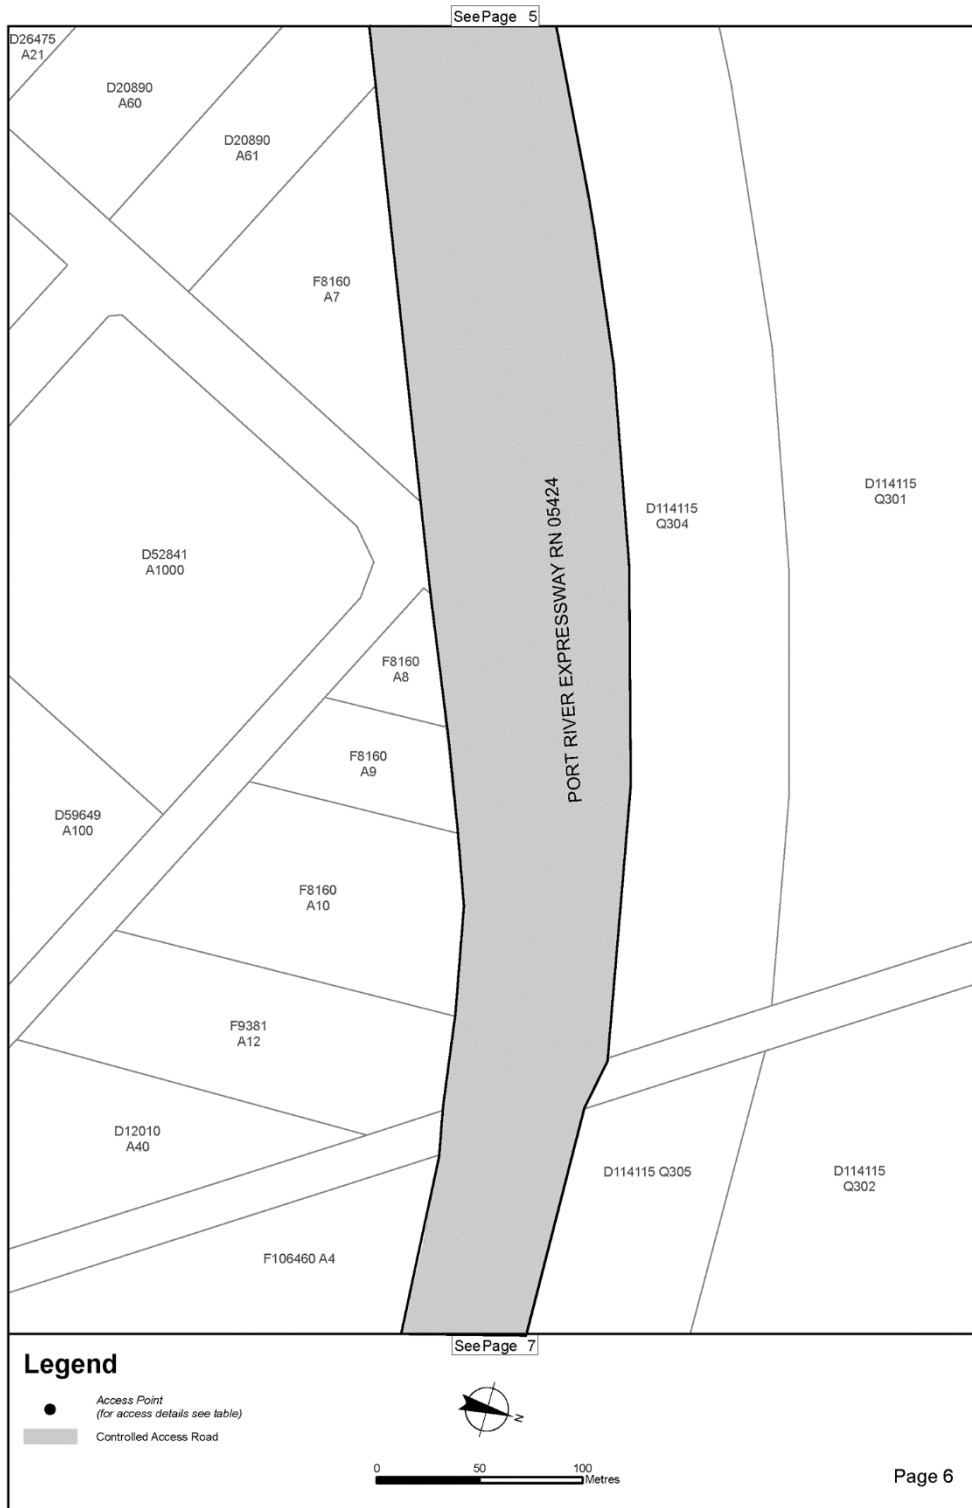 See Page 5
D26475
A21
D20890
A60
D20890
A61
F8160
A7
D114115
Q301
D114115
Q304
PORT RIVER EXPRESSWAY RN 05424
D52841
A1000
F8160
A8
F8160
A9
D59649
A100
F8160
A10
F9381
A12
D12010
A40
D114115 Q305
D114115
Q302
F106460 A4
See Page 7
Legend
Access Point
(for access details see table)
Controlled Access Road
N
0 50 100
Metres
Page 6